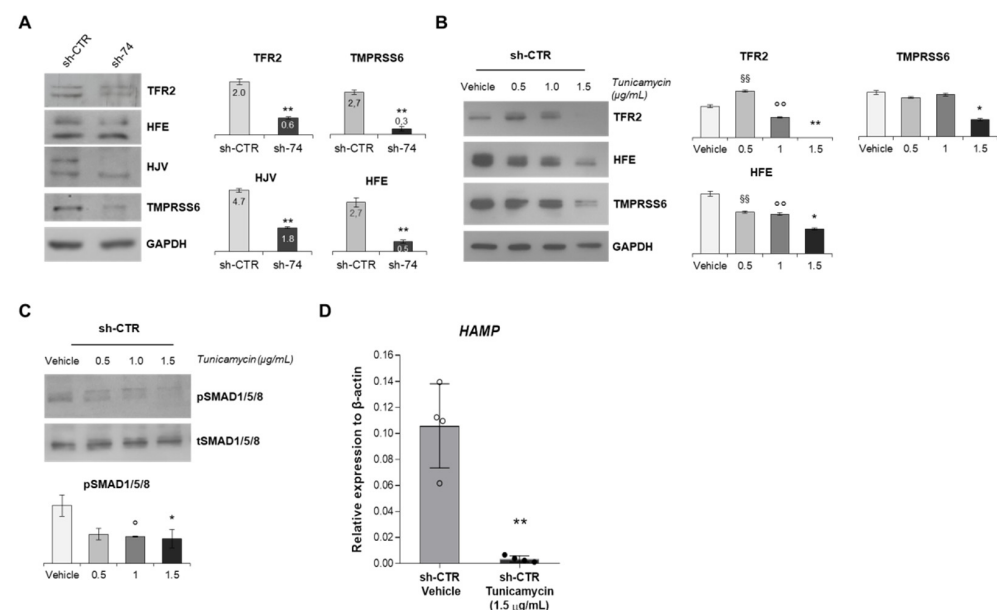 A
sh-CTR
sh-74
TFR2
HFE
HJV
TMPRSS6
GAPDH
TFR2
2.0
**
0.6
sh-CTR sh-74
TMPRSS6
2,7
**
0,3
sh-CTR sh-74
HJV
4.7
**
1.8
sh-CTR sh-74
HFE
2,7
**
0.5
sh-CTR sh-74
B
sh-CTR
Vehicle 0.5 1.0 1.5 Tunicamycin
(µg/mL)
TFR2
HFE
TMPRSS6
GAPDH
TFR2
§§
°°
**
Vehicle 0.5 1 1.5
TMPRSS6
*
Vehicle 0.5 1 1.5
HFE
§§
°°
*
Vehicle 0.5 1 1.5
C
sh-CTR
Vehicle 0.5 1.0 1.5 Tunicamycin (µg/mL)
pSMAD1/5/8
tSMAD1/5/8
pSMAD1/5/8
°
*
Vehicle 0.5 1 1.5
D
HAMP
Relative expression to β-actin
0.16
0.14
0.12
0.10
0.08
0.06
0.04
0.02
0.00
**
sh-CTR
Vehicle
sh-CTR
Tunicamycin
(1.5 µg/mL)